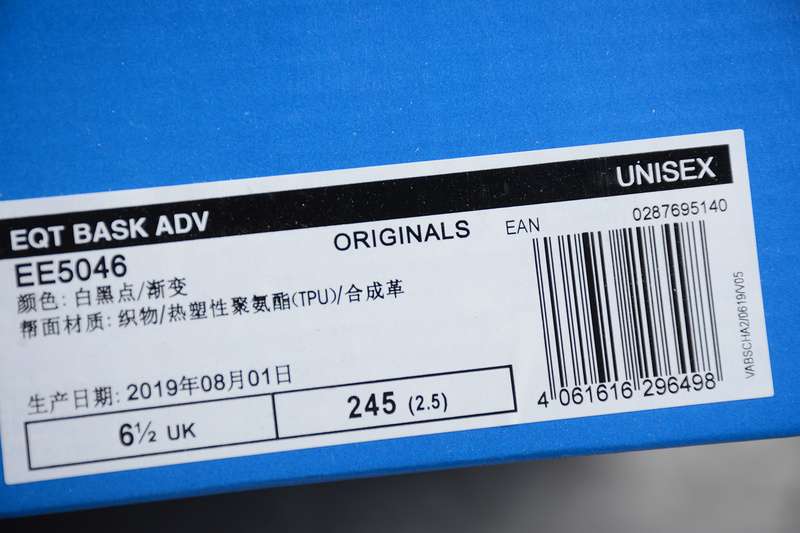 EQT BASK ADV
UNISEX
EE5046
ORIGINALS
EAN
0287695140
颜色: 白黑点/渐变
帮面材质: 织物/热塑性聚氨酯(TPU)/合成革
生产日期: 2019年08月01日
6½ UK
245 (2.5)
4 061616 296498
VABSCHA2/0619/V05